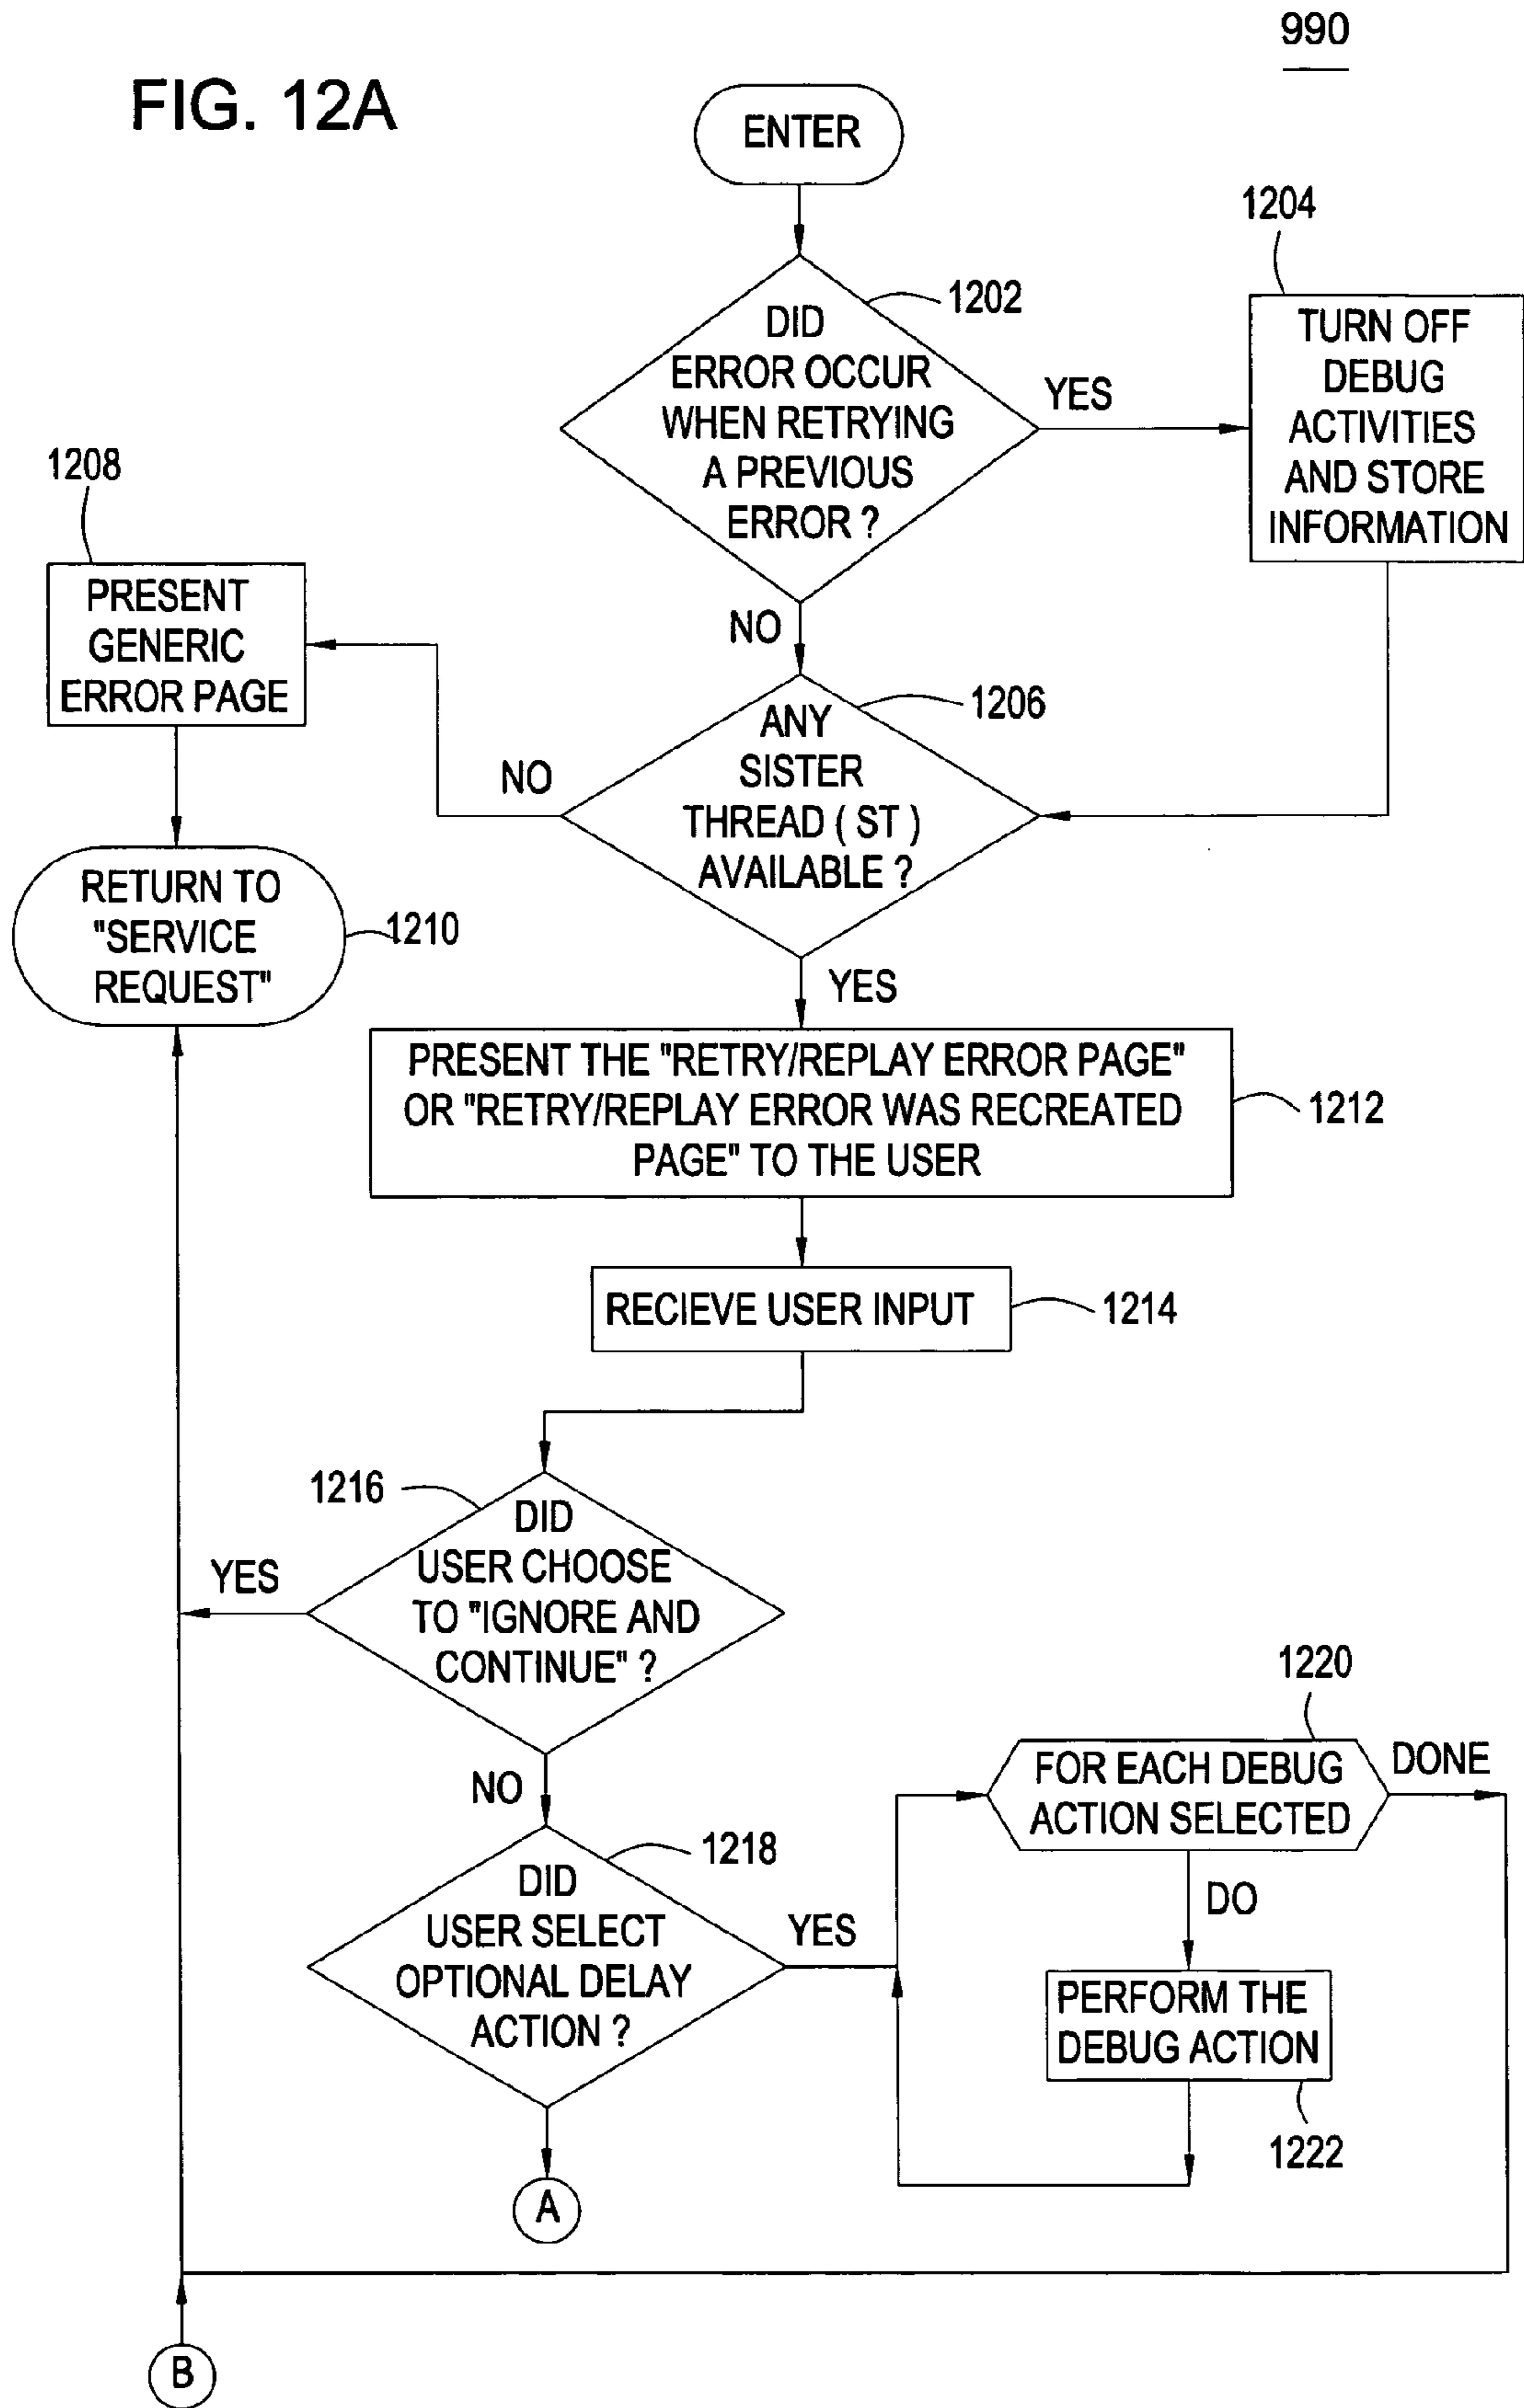 990
FIG. 12A
ENTER
1204
1202
DID
ERROR OCCUR
WHEN RETRYING
A PREVIOUS
ERROR ?
YES
TURN OFF
DEBUG
ACTIVITIES
AND STORE
INFORMATION
1208
PRESENT
GENERIC
ERROR PAGE
NO
1206
ANY
SISTER
THREAD ( ST )
AVAILABLE ?
NO
RETURN TO
"SERVICE
REQUEST"
1210
YES
PRESENT THE "RETRY/REPLAY ERROR PAGE"
OR "RETRY/REPLAY ERROR WAS RECREATED
PAGE" TO THE USER
1212
RECIEVE USER INPUT
1214
1216
DID
USER CHOOSE
TO "IGNORE AND
CONTINUE" ?
YES
NO
1220
FOR EACH DEBUG
ACTION SELECTED
DONE
1218
DID
USER SELECT
OPTIONAL DELAY
ACTION ?
YES
DO
PERFORM THE
DEBUG ACTION
1222
A
B